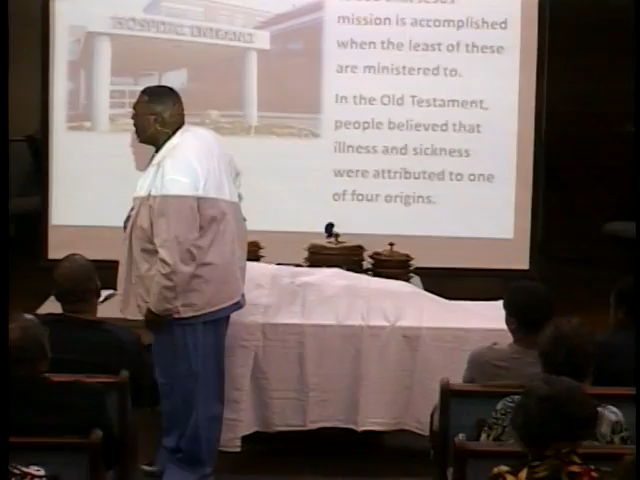 HOSPITAL ENTRANCE
mission is accomplished
when the least of these
are ministered to.
In the Old Testament,
people believed that
illness and sickness
were attributed to one
of four origins.